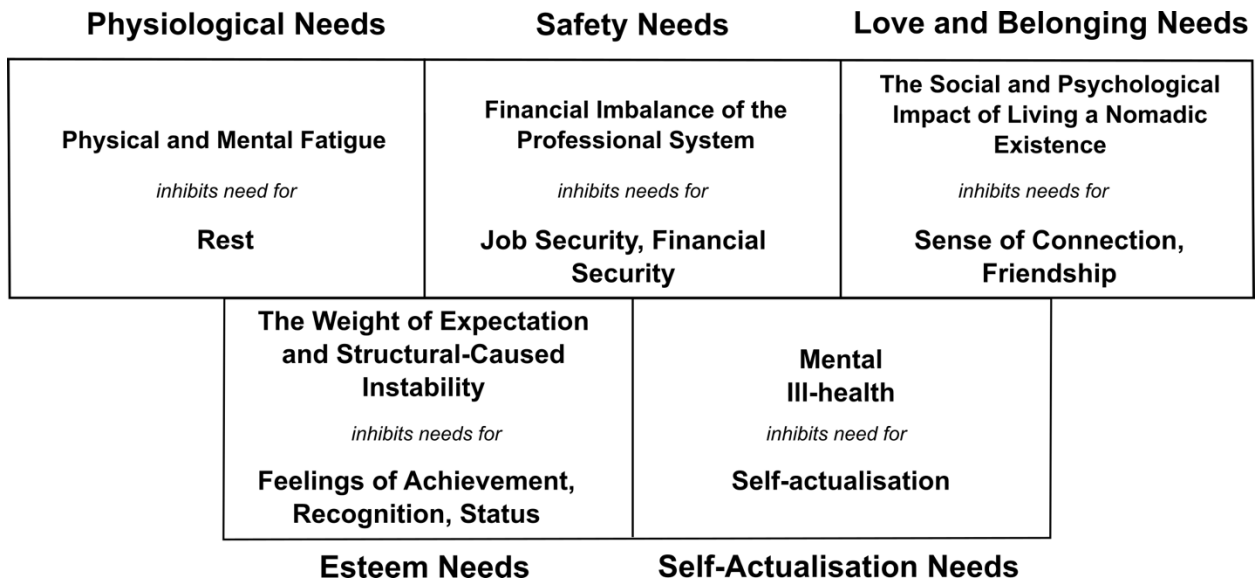 Physiological Needs
Safety Needs
Love and Belonging Needs
Physical and Mental Fatigue
inhibits need for
Rest
Financial Imbalance of the
Professional System
inhibits needs for
Job Security, Financial
Security
The Social and Psychological
Impact of Living a Nomadic
Existence
inhibits needs for
Sense of Connection,
Friendship
The Weight of Expectation
and Structural-Caused
Instability
inhibits needs for
Feelings of Achievement,
Recognition, Status
Mental
Ill-health
inhibits need for
Self-actualisation
Esteem Needs
Self-Actualisation Needs